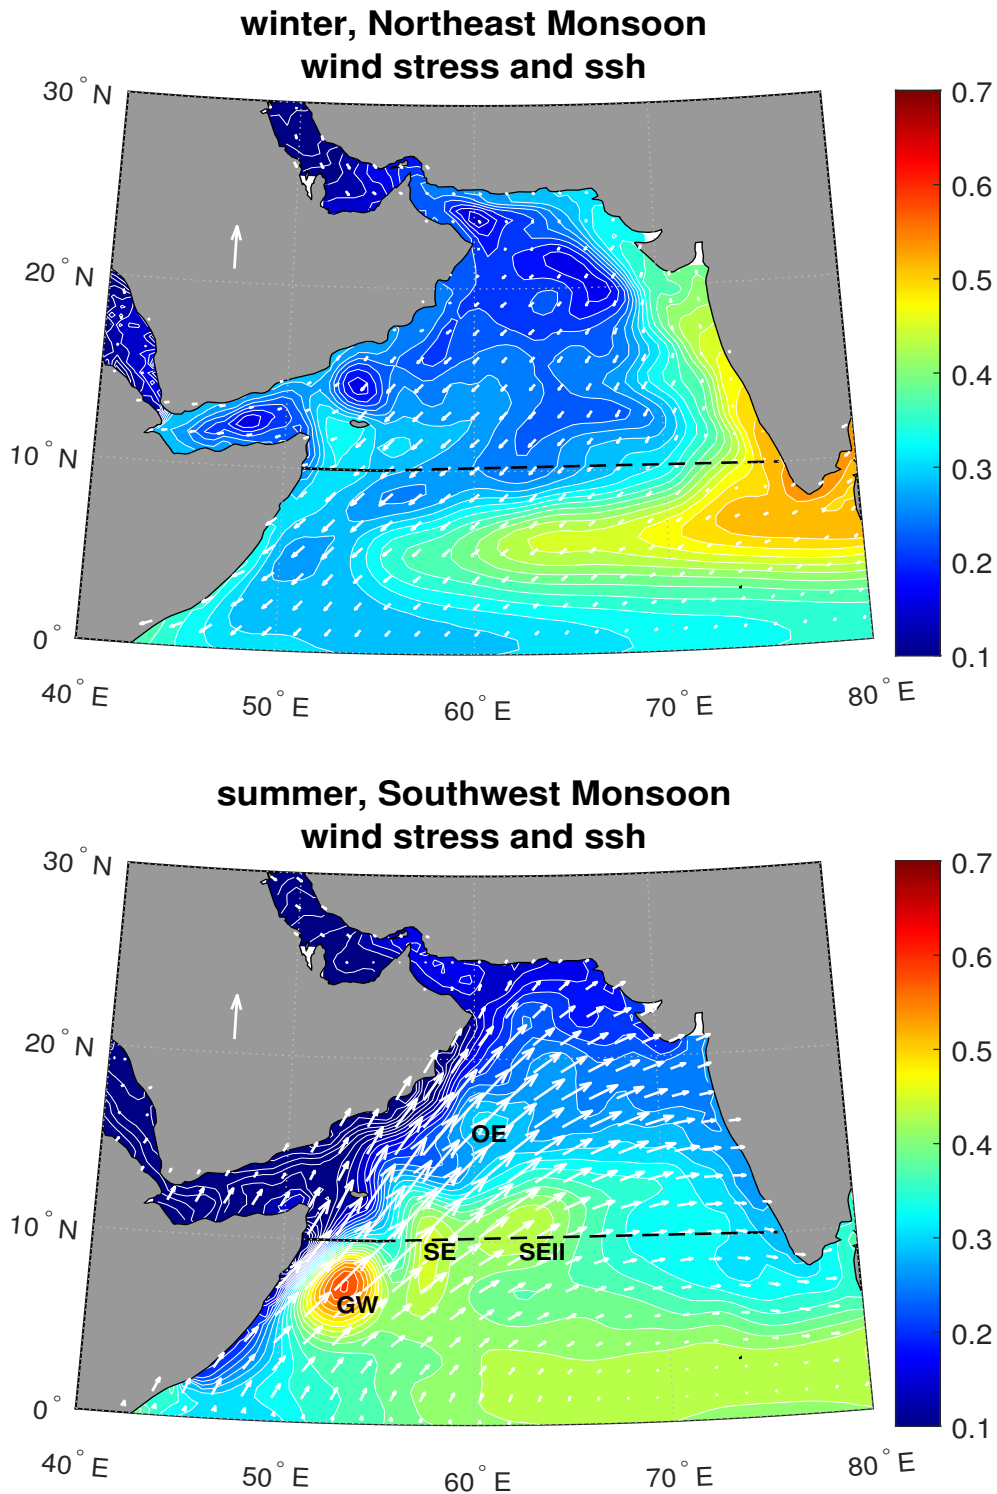 winter, Northeast Monsoon
wind stress and ssh
30°N
20°N
10°N
0°
40°E
50°E
60°E
70°E
80°E
0.7
0.6
0.5
0.4
0.3
0.2
0.1
summer, Southwest Monsoon
wind stress and ssh
30°N
20°N
10°N
0°
OE
SE
SEII
GW
40°E
50°E
60°E
70°E
80°E
0.7
0.6
0.5
0.4
0.3
0.2
0.1